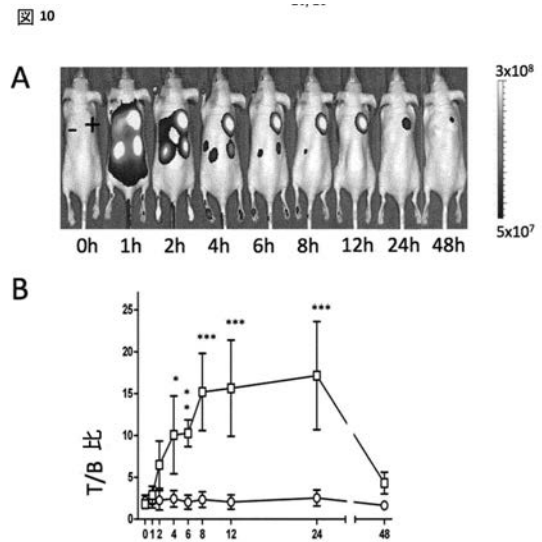 図 10
A
3x10⁸
- +
5x10⁷
0h 1h 2h 4h 6h 8h 12h 24h 48h
B
T/B 比
25
20
15
10
5
0
* ** *** *** ***
0 1 2 4 6 8 12 24 48